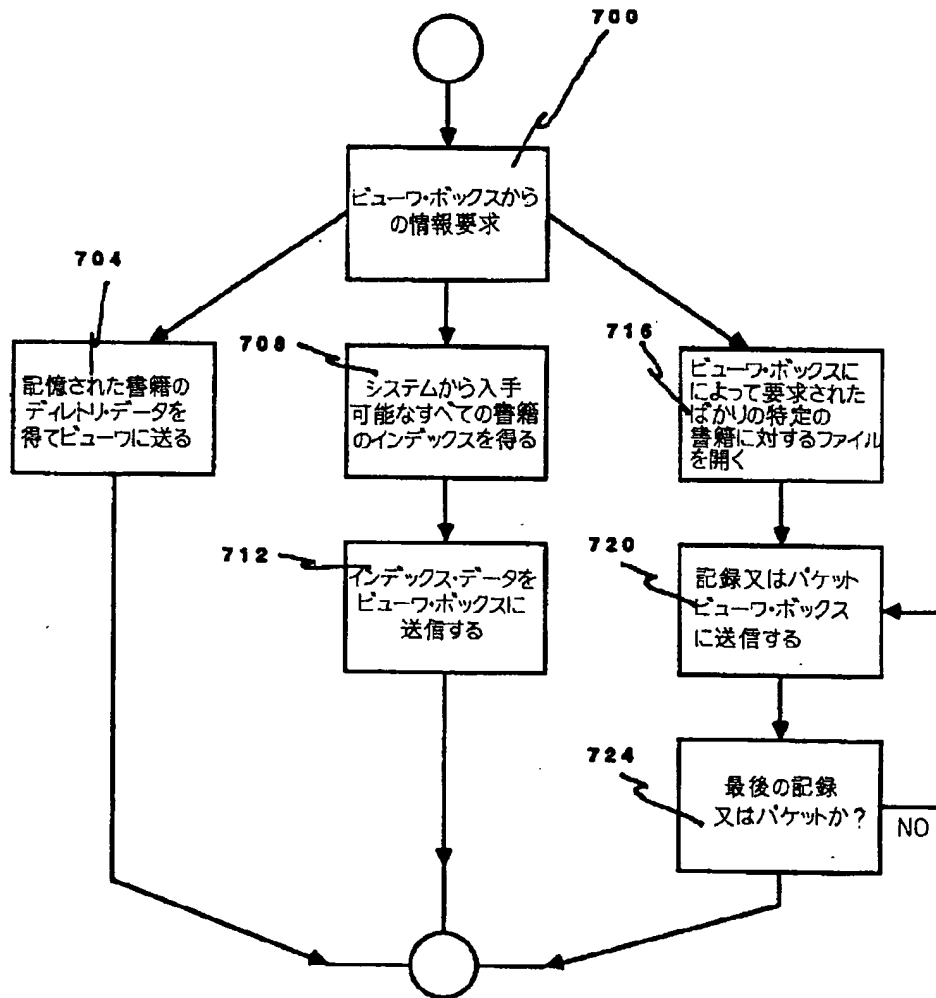 700
ビューワ・ボックスから
の情報要求
704
記憶された書籍の
ディレトリ・データを
得てビューワに送る
708
システムから入手
可能なすべての書籍
のインデックスを得る
712
インデックス・データを
ビューワ・ボックスに
送信する
716
ビューワ・ボックスに
によって要求された
ばかりの特定の
書籍に対するファイル
を開く
720
記録又はパケット
ビューワ・ボックス
に送信する
724
最後の記録
又はパケットか?
NO